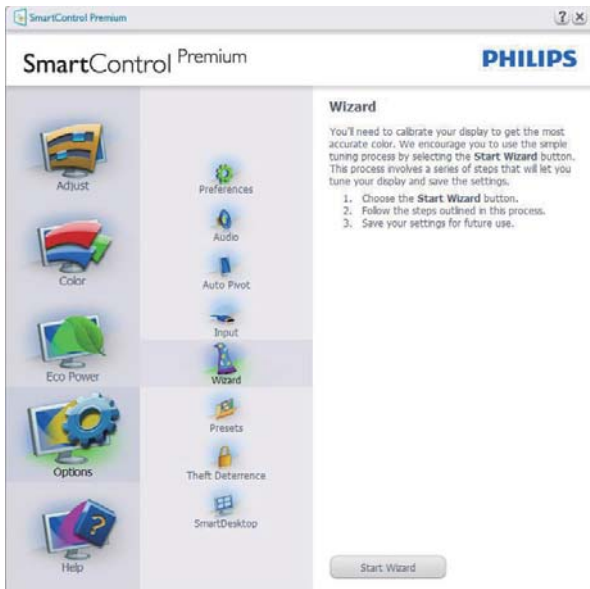 SmartControl Premium
SmartControl Premium
PHILIPS
Adjust
Color
Eco Power
Options
Help
Preferences
Audio
Auto Pivot
Input
Wizard
Presets
Theft Deterrence
SmartDesktop
Wizard
You'll need to calibrate your display to get the most
accurate color. We encourage you to use the simple
tuning process by selecting the Start Wizard button.
This process involves a series of steps that will let you
tune your display and save the settings.
1. Choose the Start Wizard button.
2. Follow the steps outlined in this process.
3. Save your settings for future use.
Start Wizard